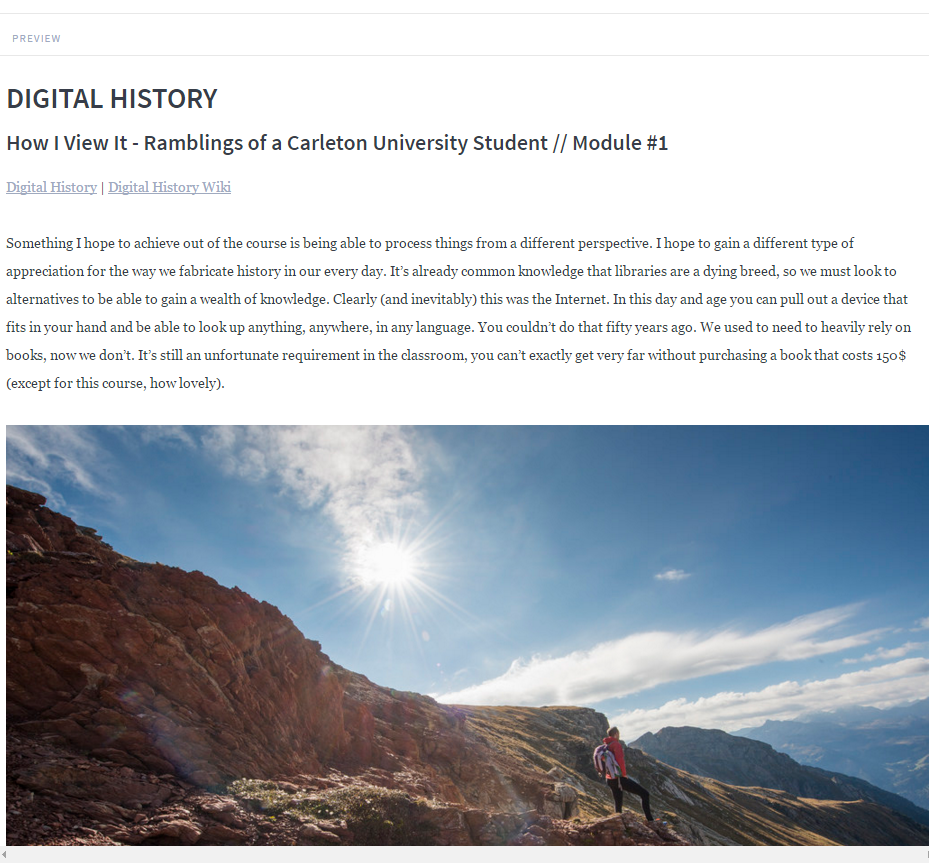 PREVIEW
DIGITAL HISTORY
How I View It - Ramblings of a Carleton University Student // Module #1
Digital History | Digital History Wiki
Something I hope to achieve out of the course is being able to process things from a different perspective. I hope to gain a different type of
appreciation for the way we fabricate history in our every day. It’s already common knowledge that libraries are a dying breed, so we must look to
alternatives to be able to gain a wealth of knowledge. Clearly (and inevitably) this was the Internet. In this day and age you can pull out a device that
fits in your hand and be able to look up anything, anywhere, in any language. You couldn’t do that fifty years ago. We used to need to heavily rely on
books, now we don’t. It’s still an unfortunate requirement in the classroom, you can’t exactly get very far without purchasing a book that costs 150$
(except for this course, how lovely).